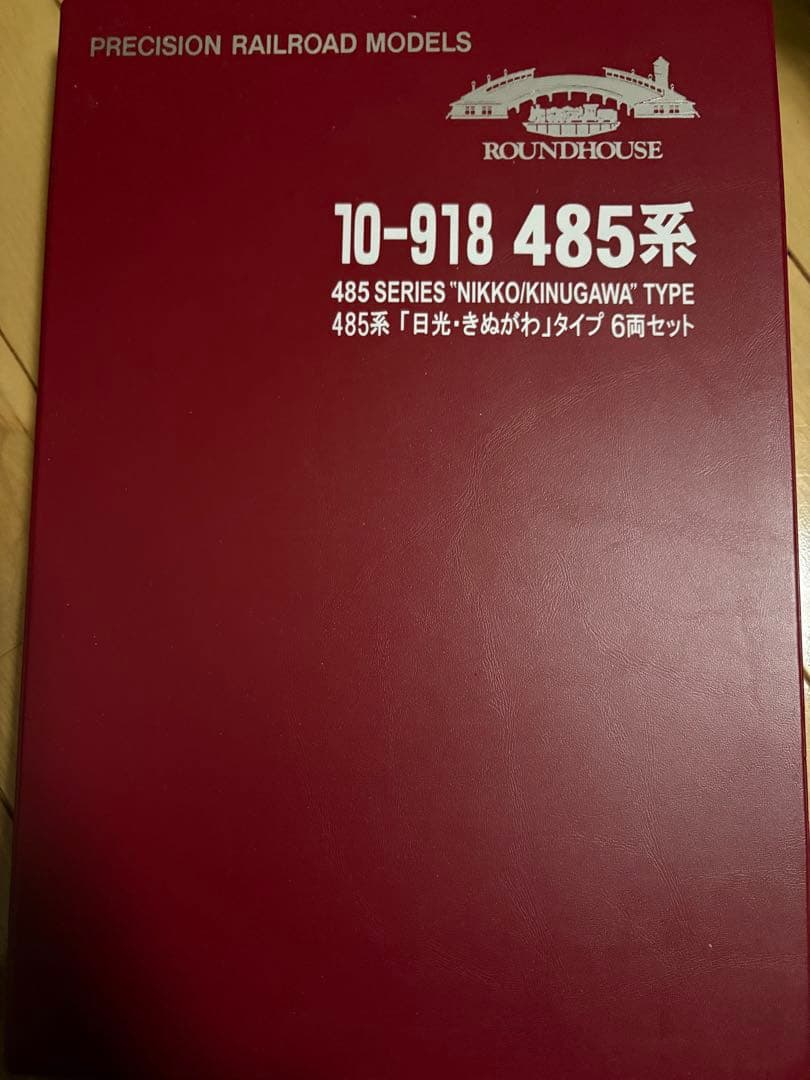 PRECISION RAILROAD MODELS
ROUNDHOUSE
10-918 485系
485 SERIES "NIKKO/KINUGAWA" TYPE
485系「日光・きぬがわ」タイプ 6両セット